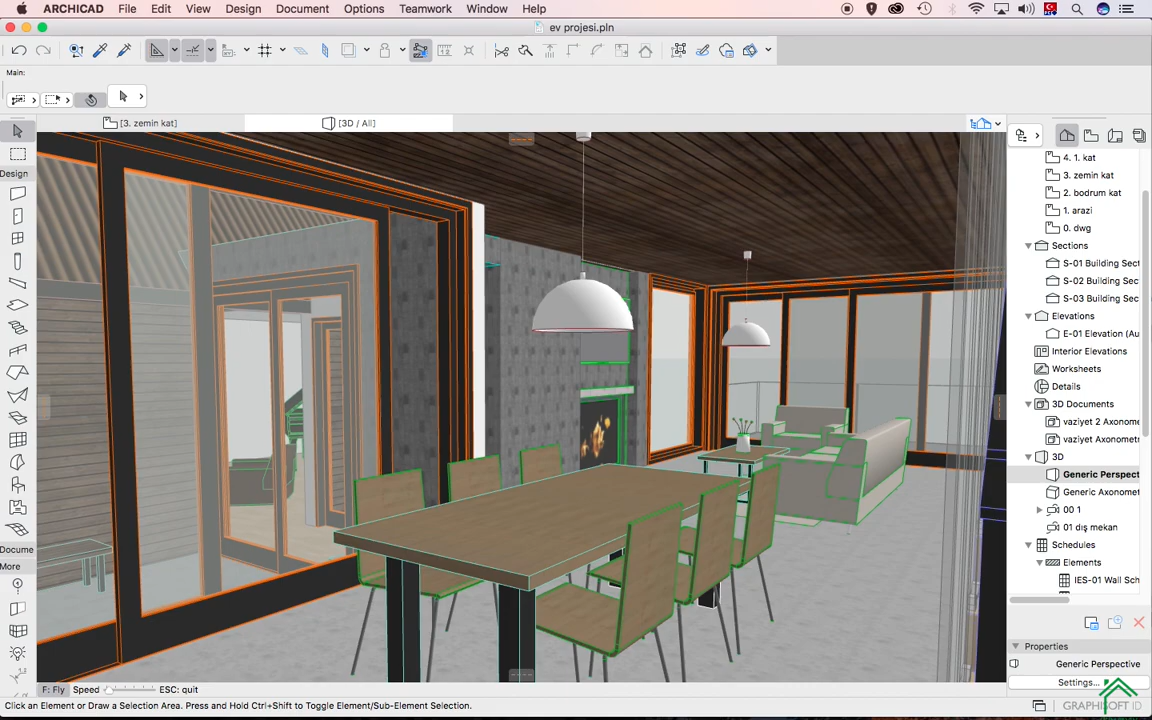 ARCHICAD File Edit View Design Document Options Teamwork Window Help
ev projesi.pln
Main:
[3. zemin kat]
[3D / All]
Design
4. 1. kat
3. zemin kat
2. bodrum kat
1. arazi
0. dwg
Sections
S-01 Building Sect
S-02 Building Sec
S-03 Building Sec
Elevations
E-01 Elevation (Au
Interior Elevations
Worksheets
Details
3D Documents
vaziyet 2 Axonom
vaziyet Axonomet
3D
Generic Perspect
Generic Axonomet
00 1
01 dış mekan
Schedules
Elements
IES-01 Wall Sch
Docume
More
Properties
Generic Perspective
Settings...
F: Fly Speed ESC: quit
Click an Element or Draw a Selection Area. Press and Hold Ctrl+Shift to Toggle Element/Sub-Element Selection.
GRAPHISOFT ID